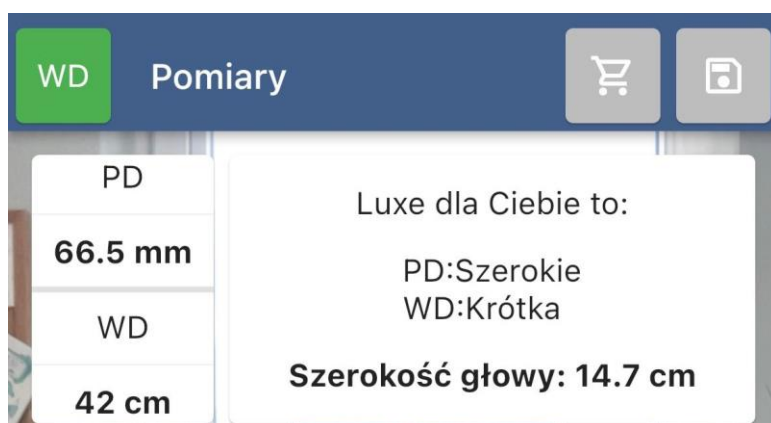 WD
Pomiary
PD
66.5 mm
WD
42 cm
Luxe dla Ciebie to:
PD:Szerokie
WD:Krótka
Szerokość głowy: 14.7 cm